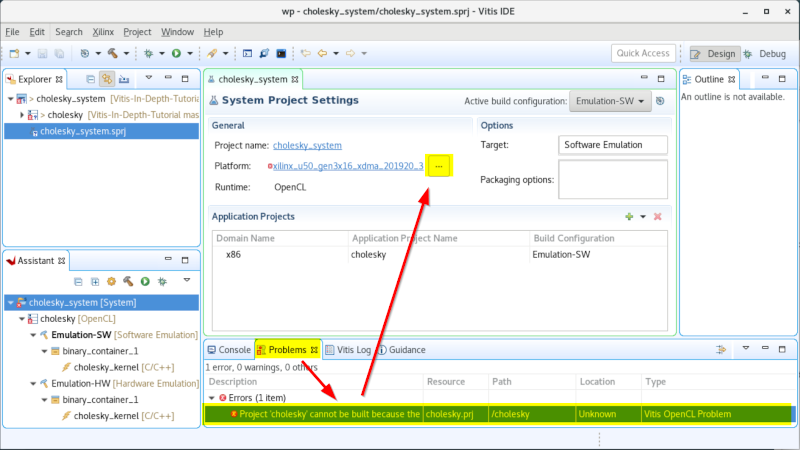 wp - cholesky_system/cholesky_system.sprj - Vitis IDE
File Edit Search Xilinx Project Window Help
Quick Access
Design
Debug
Explorer
> cholesky_system [Vitis-In-Depth-Tutorial
> cholesky [Vitis-In-Depth-Tutorial mas
cholesky_system.sprj
Assistant
cholesky_system [System]
cholesky [OpenCL]
Emulation-SW [Software Emulation]
binary_container_1
cholesky_kernel [C/C++]
Emulation-HW [Hardware Emulation]
binary_container_1
cholesky_kernel [C/C++]
cholesky_system
System Project Settings
Active build configuration: Emulation-SW
General
Project name: cholesky_system
Platform: xilinx_u50_gen3x16_xdma_201920_3 ...
Runtime: OpenCL
Options
Target: Software Emulation
Packaging options:
Application Projects
Domain Name Application Project Name Build Configuration
x86 cholesky Emulation-SW
Outline
An outline is not available.
Console Problems Vitis Log Guidance
1 error, 0 warnings, 0 others
Description Resource Path Location Type
Errors (1 item)
Project 'cholesky' cannot be built because the cholesky.prj /cholesky Unknown Vitis OpenCL Problem